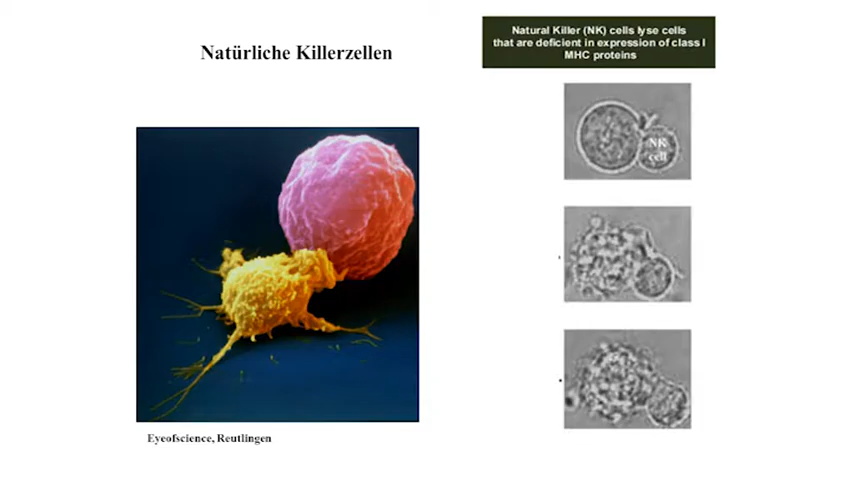 Natürliche Killerzellen
Eyeofscience, Reutlingen
Natural Killer (NK) cells lyse cells
that are deficient in expression of class I
MHC proteins
NK
cell